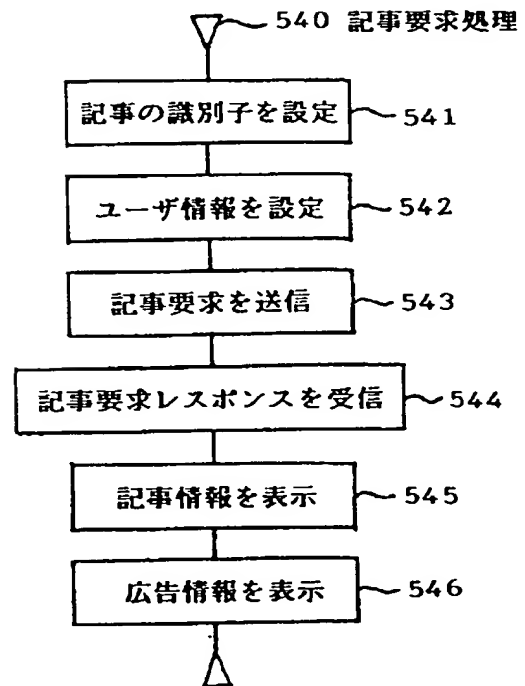 540 記事要求処理
記事の識別子を設定 541
ユーザ情報を設定 542
記事要求を送信 543
記事要求レスポンスを受信 544
記事情報を表示 545
広告情報を表示 546